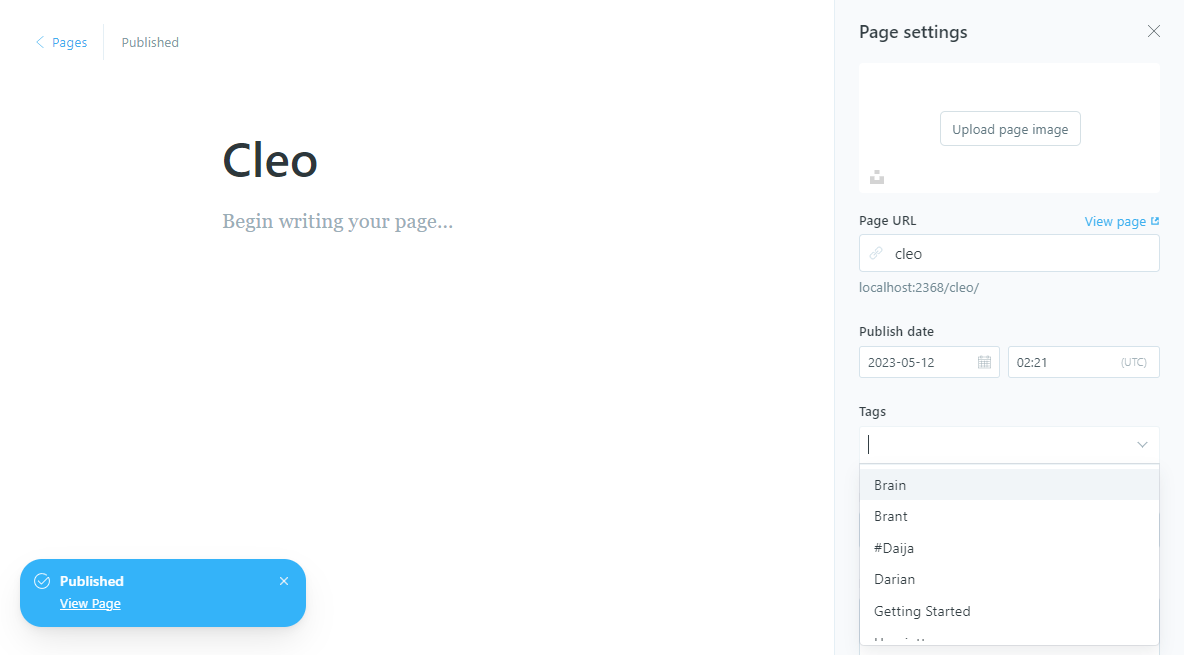 Pages
Published
Cleo
Begin writing your page...
Published
View Page
Page settings
Upload page image
Page URL
View page
cleo
localhost:2368/cleo/
Publish date
2023-05-12
02:21
(UTC)
Tags
Brain
Brant
#Daija
Darian
Getting Started